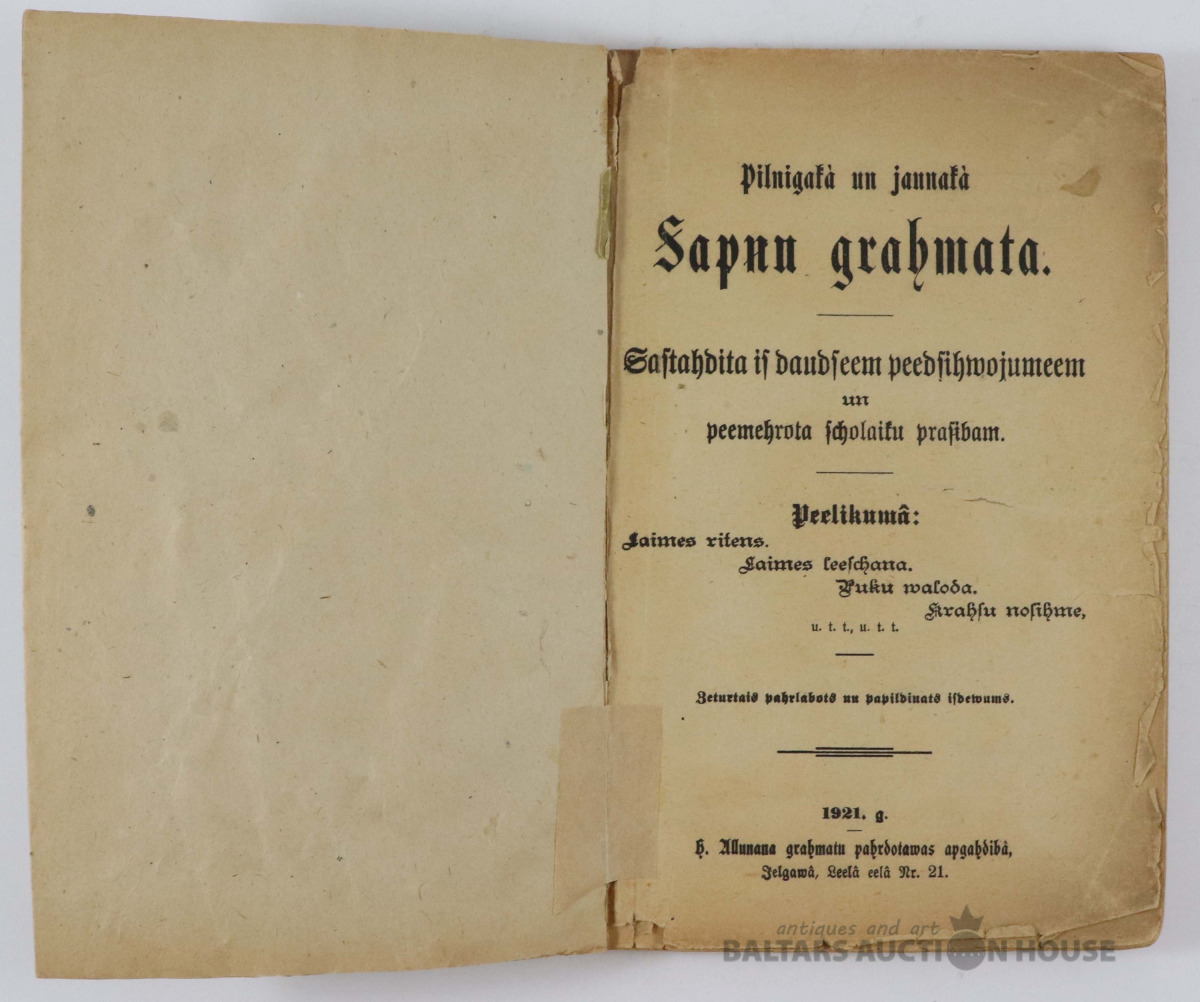 Pilnigakà un jaunakà
Sapnu grahmata.
Saſtahdita iſ daudſeem peedſihwojumeem
un
peemehrota ſcholaiku praſibam.
Peelikumâ:
Laimes ritens.
Laimes leeſchana.
Puku waloda.
Krahſu noſihme,
u. t. t., u. t. t.
Zeturtais pahrlabots un papildinats iſdewums.
1921. g.
H. Allunana grahmatu pahrdotawas apgahdibâ,
Jelgawâ, Leelâ eelâ Nr. 21.
antiques and art
BALTARS AUCTION HOUSE